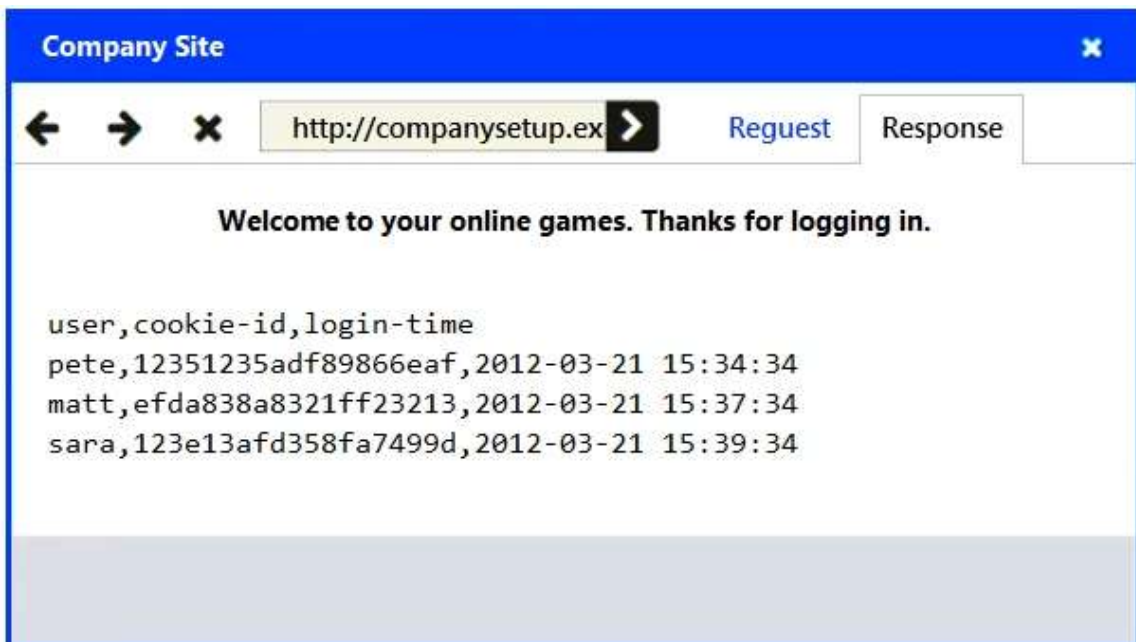 Company Site
http://companysetup.ex
Reguest
Response
Welcome to your online games. Thanks for logging in.
user,cookie-id,login-time
pete,12351235adf89866eaf,2012-03-21 15:34:34
matt,efda838a8321ff23213,2012-03-21 15:37:34
sara,123e13afd358fa7499d,2012-03-21 15:39:34